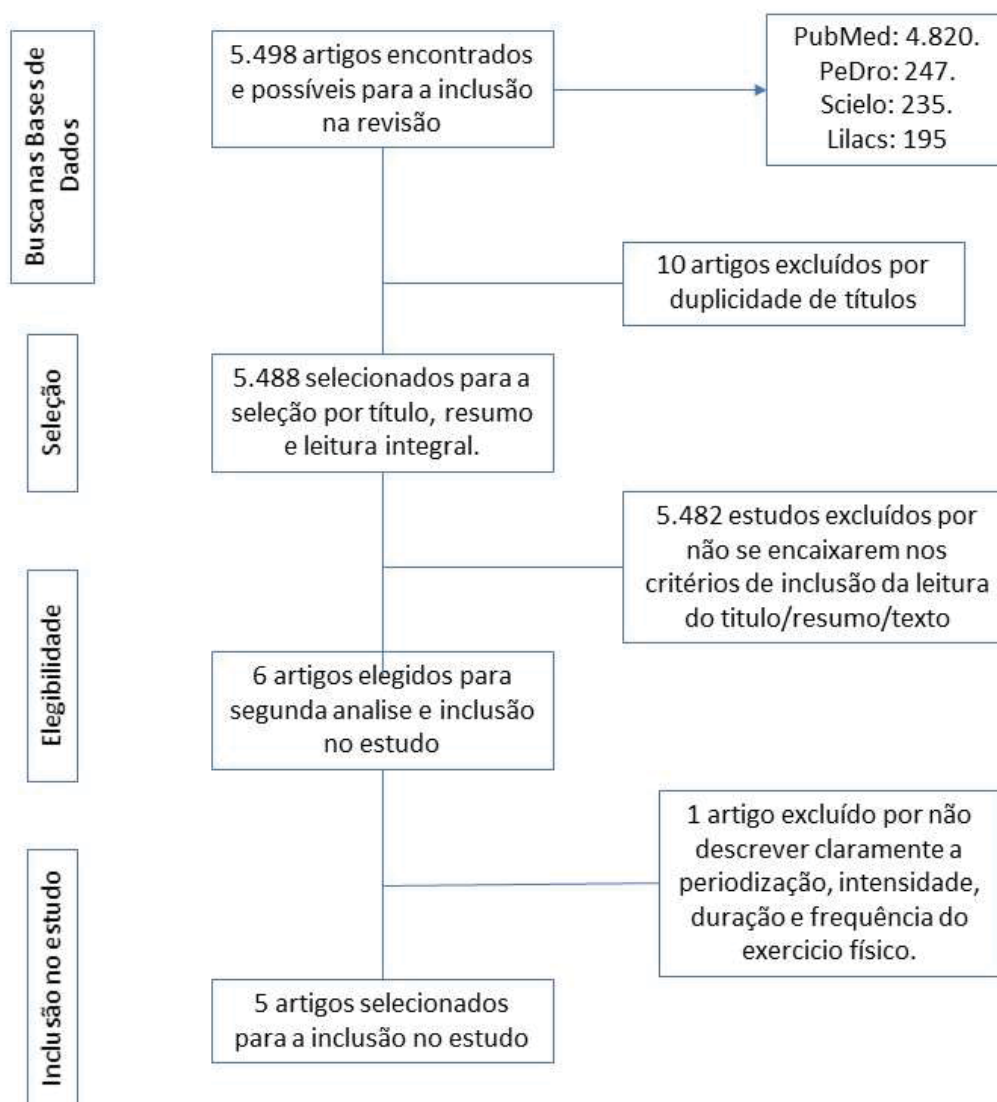 Busca nas Bases de
Dados
5.498 artigos encontrados
e possíveis para a inclusão
na revisão
PubMed: 4.820.
PeDro: 247.
Scielo: 235.
Lilacs: 195
10 artigos excluídos por
duplicidade de títulos
Seleção
5.488 selecionados para a
seleção por título, resumo
e leitura integral.
5.482 estudos excluídos por
não se encaixarem nos
critérios de inclusão da leitura
do titulo/resumo/texto
Elegibilidade
6 artigos elegidos para
segunda analise e inclusão
no estudo
1 artigo excluído por não
descrever claramente a
periodização, intensidade,
duração e frequência do
exercicio físico.
Inclusão no estudo
5 artigos selecionados
para a inclusão no estudo